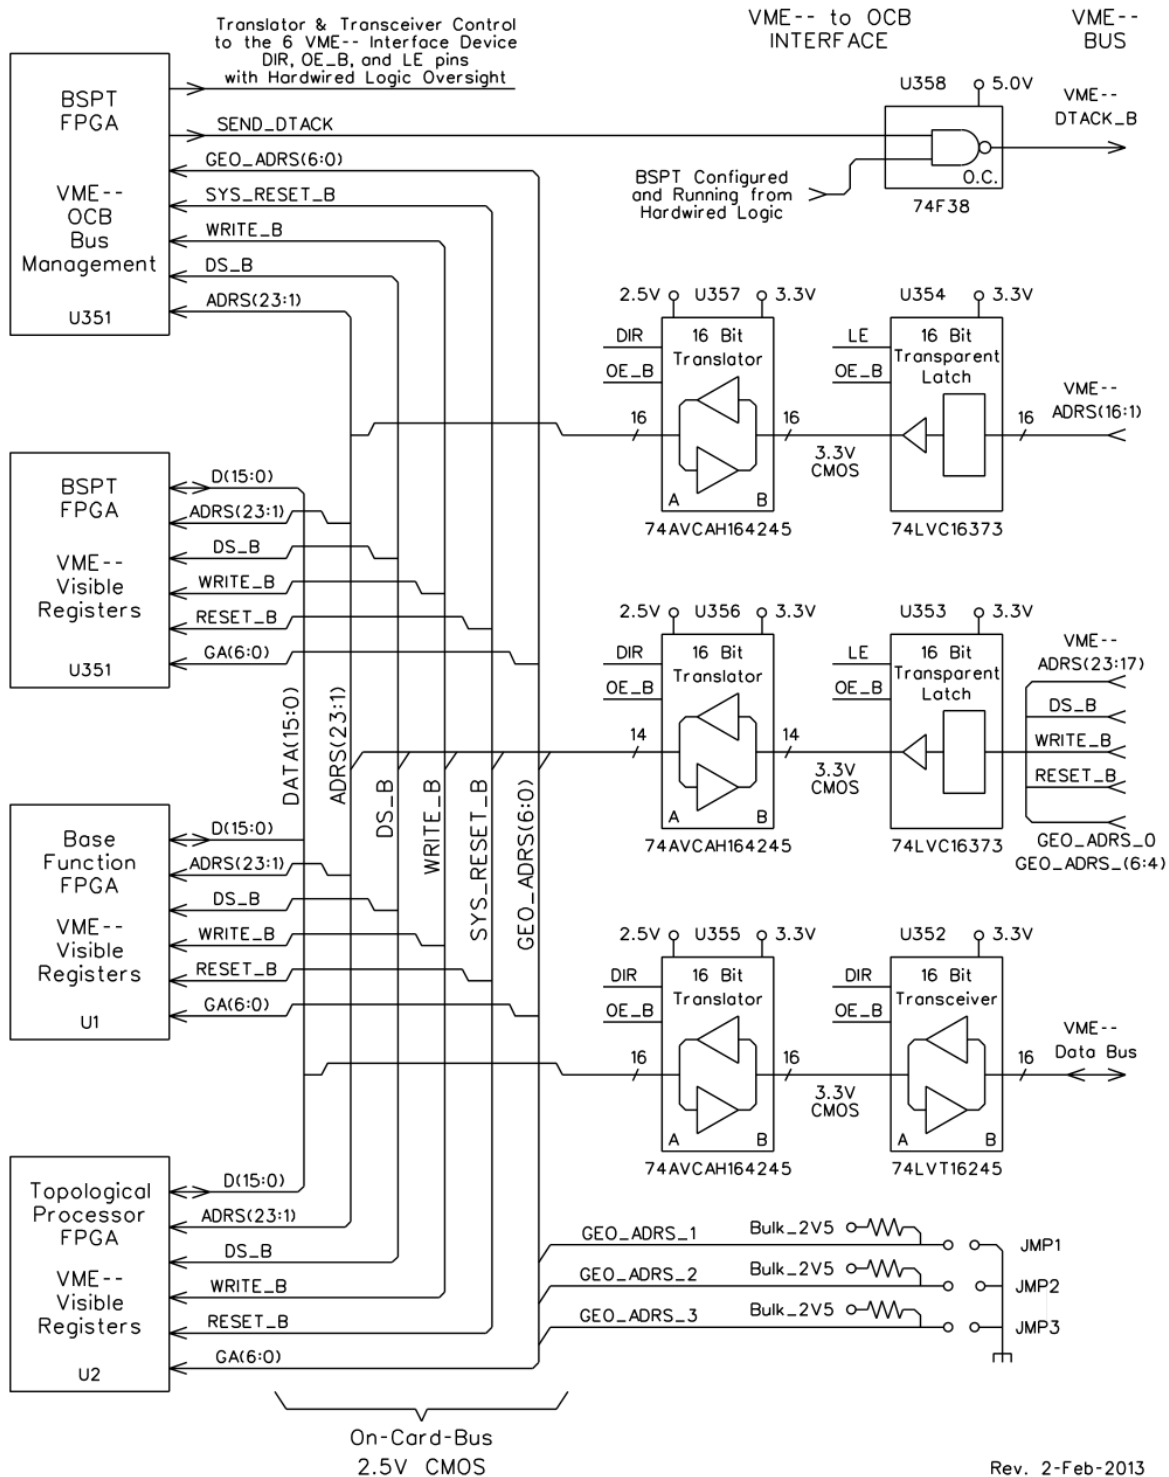 Translator & Transceiver Control
to the 6 VME-- Interface Device
DIR, OE_B, and LE pins
with Hardwired Logic Oversight
VME-- to OCB
INTERFACE
VME--
BUS
BSPT
FPGA
VME--
OCB
Bus
Management
U351
SEND_DTACK
GEO_ADRS(6:0)
SYS_RESET_B
WRITE_B
DS_B
ADRS(23:1)
U358
5.0V
O.C.
74F38
VME--
DTACK_B
BSPT Configured
and Running from
Hardwired Logic
2.5V
U357
3.3V
DIR
OE_B
16 Bit
Translator
16
A
B
16
74AVCAH164245
3.3V
CMOS
U354
3.3V
LE
OE_B
16 Bit
Transparent
Latch
74LVC16373
VME--
ADRS(16:1)
16
BSPT
FPGA
VME--
Visible
Registers
U351
D(15:0)
ADRS(23:1)
DS_B
WRITE_B
RESET_B
GA(6:0)
2.5V
U356
3.3V
DIR
OE_B
16 Bit
Translator
14
A
B
14
74AVCAH164245
3.3V
CMOS
U353
3.3V
LE
OE_B
16 Bit
Transparent
Latch
74LVC16373
VME--
ADRS(23:17)
DS_B
WRITE_B
RESET_B
GEO_ADRS_0
GEO_ADRS_(6:4)
DATA(15:0)
ADRS(23:1)
DS_B
WRITE_B
SYS_RESET_B
GEO_ADRS(6:0)
Base
Function
FPGA
VME--
Visible
Registers
U1
D(15:0)
ADRS(23:1)
DS_B
WRITE_B
RESET_B
GA(6:0)
2.5V
U355
3.3V
DIR
OE_B
16 Bit
Translator
16
A
B
16
74AVCAH164245
3.3V
CMOS
U352
3.3V
DIR
OE_B
16 Bit
Transceiver
A
B
74LVT16245
VME--
Data Bus
16
Topological
Processor
FPGA
VME--
Visible
Registers
U2
D(15:0)
ADRS(23:1)
DS_B
WRITE_B
RESET_B
GA(6:0)
GEO_ADRS_1
Bulk_2V5
JMP1
GEO_ADRS_2
Bulk_2V5
JMP2
GEO_ADRS_3
Bulk_2V5
JMP3
On-Card-Bus
2.5V CMOS
Rev. 2-Feb-2013